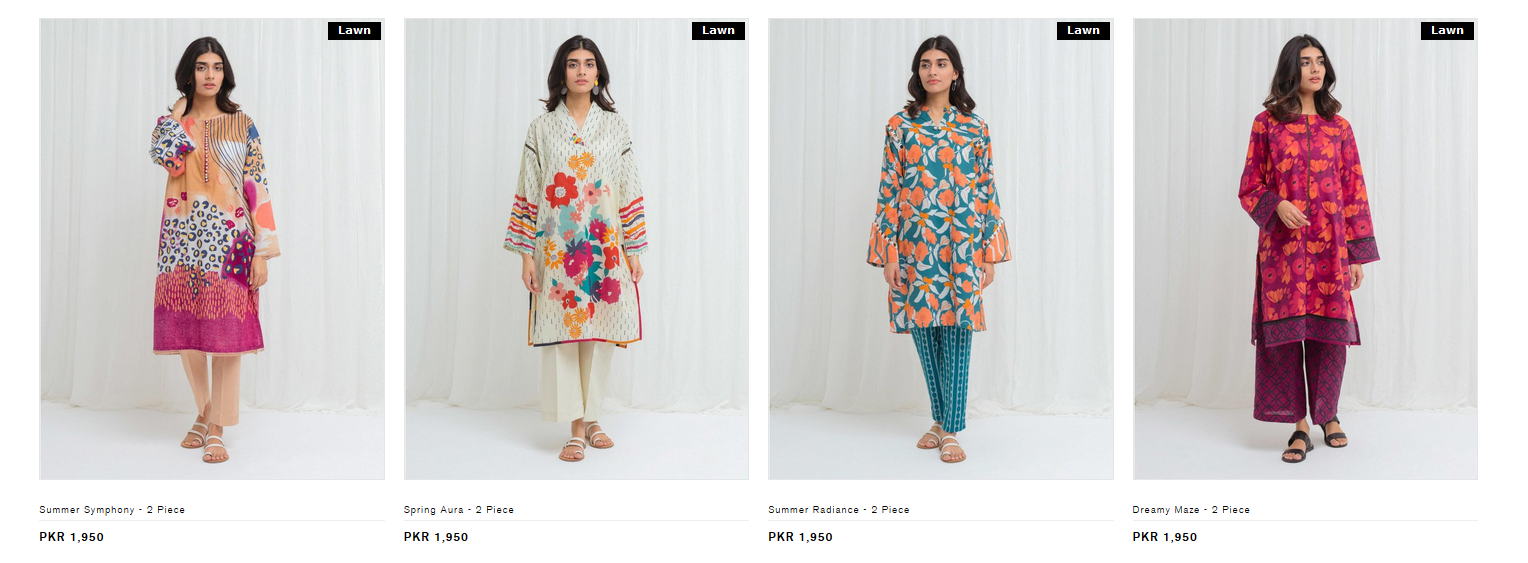 Lawn
Lawn
Lawn
Lawn
Summer Symphony - 2 Piece
Spring Aura - 2 Piece
Summer Radiance - 2 Piece
Dreamy Maze - 2 Piece
PKR 1,950
PKR 1,950
PKR 1,950
PKR 1,950